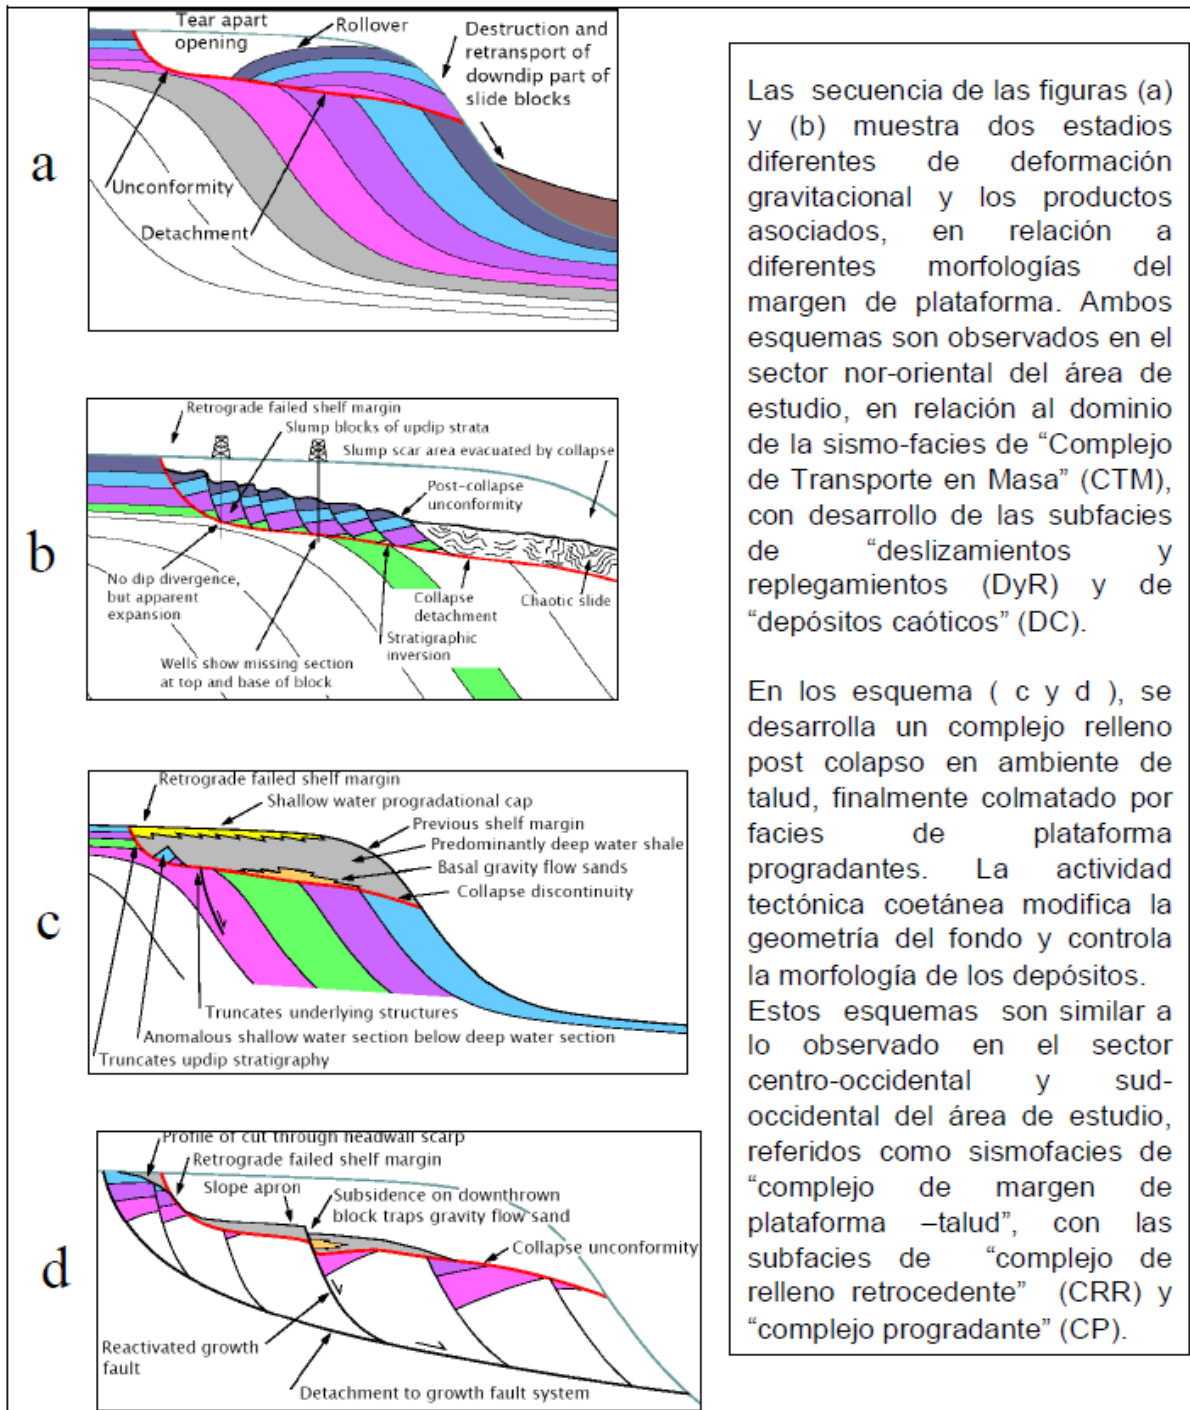 Tear apart
opening
Rollover
Destruction and
retransport of
downdip part of
slide blocks
a
Unconformity
Detachment
Retrograde failed shelf margin
Slump blocks of updip strata
Slump scar area evacuated by collapse
Post-collapse
unconformity
b
No dip divergence,
but apparent
expansion
Collapse
detachment
Chaotic slide
Stratigraphic
inversion
Wells show missing section
at top and base of block
Retrograde failed shelf margin
Shallow water progradational cap
Previous shelf margin
Predominantly deep water shale
Basal gravity flow sands
Collapse discontinuity
c
Truncates underlying structures
Anomalous shallow water section below deep water section
Truncates updip stratigraphy
Profile of cut through headwall scarp
Retrograde failed shelf margin
Slope apron
Subsidence on downthrown
block traps gravity flow sand
Collapse unconformity
d
Reactivated growth
fault
Detachment to growth fault system
Las secuencia de las figuras (a)
y (b) muestra dos estadios
diferentes de deformación
gravitacional y los productos
asociados, en relación a
diferentes morfologías del
margen de plataforma. Ambos
esquemas son observados en el
sector nor-oriental del área de
estudio, en relación al dominio
de la sismo-facies de “Complejo
de Transporte en Masa” (CTM),
con desarrollo de las subfacies
de “deslizamientos y
replegamientos (DyR) y de
“depósitos caóticos” (DC).
En los esquema ( c y d ), se
desarrolla un complejo relleno
post colapso en ambiente de
talud, finalmente colmatado por
facies de plataforma
progradantes. La actividad
tectónica coetánea modifica la
geometría del fondo y controla
la morfología de los depósitos.
Estos esquemas son similar a
lo observado en el sector
centro-occidental y sud-
occidental del área de estudio,
referidos como sismofacies de
“complejo de margen de
plataforma –talud”, con las
subfacies de “complejo de
relleno retrocedente” (CRR) y
“complejo progradante” (CP).